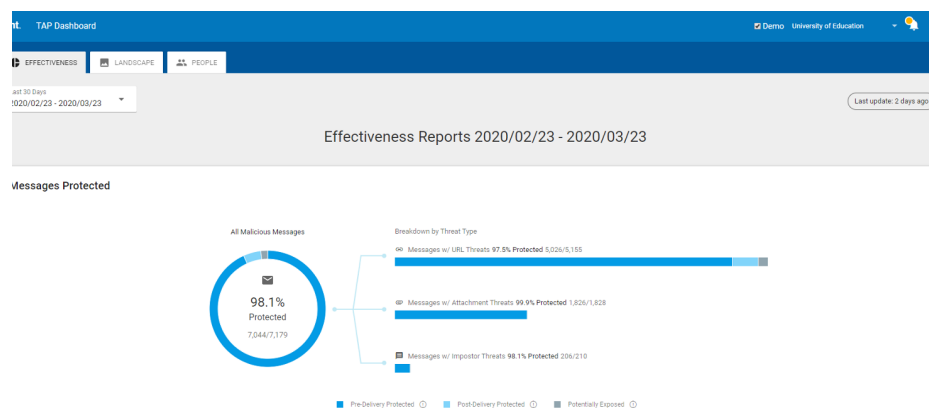 nt. TAP Dashboard
Demo University of Education
EFFECTIVENESS LANDSCAPE PEOPLE
ast 30 Days
2020/02/23 - 2020/03/23
Last update: 2 days ago
Effectiveness Reports 2020/02/23 - 2020/03/23
Messages Protected
All Malicious Messages
Breakdown by Threat Type
Messages w/ URL Threats 97.5% Protected 5,026/5,155
98.1%
Protected
7,044/7,179
Messages w/ Attachment Threats 99.9% Protected 1,826/1,828
Messages w/ Impostor Threats 98.1% Protected 206/210
Pre-Delivery Protected Post-Delivery Protected Potentially Exposed